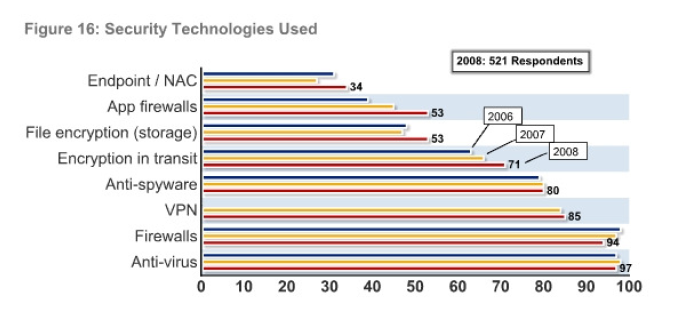 Figure 16: Security Technologies Used
2008: 521 Respondents
Endpoint / NAC
34
App firewalls
53
File encryption (storage)
53
2006
2007
2008
Encryption in transit
71
Anti-spyware
80
VPN
85
Firewalls
94
Anti-virus
97
0 10 20 30 40 50 60 70 80 90 100